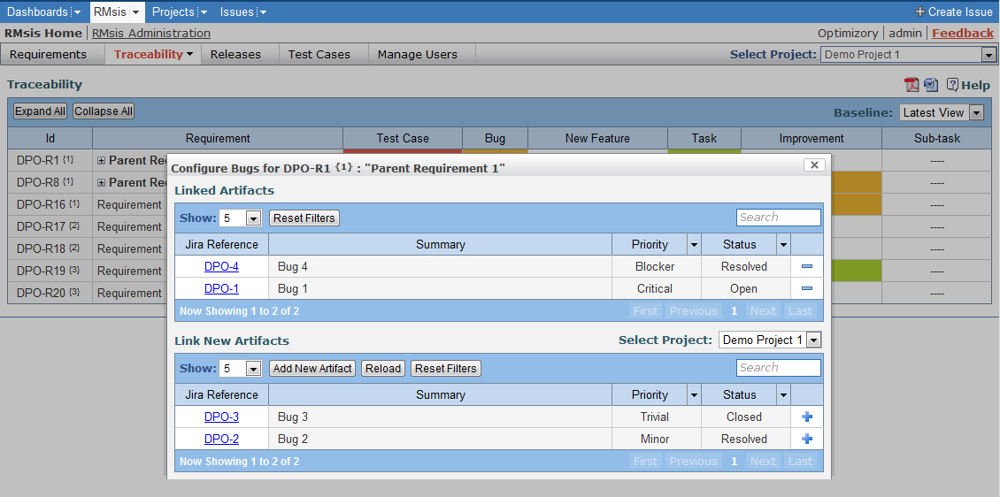 Dashboards RMsis Projects Issues + Create Issue
RMsis Home RMsis Administration Optimizory admin Feedback
Requirements Traceability Releases Test Cases Manage Users Select Project: Demo Project 1
Traceability Help
Expand All Collapse All Baseline: Latest View
Id Requirement Test Case Bug New Feature Task Improvement Sub-task
DPO-R1 {1} Parent Re ----
DPO-R8 {1} Parent Re ----
DPO-R16 {1} Requirement ----
DPO-R17 {2} Requirement ----
DPO-R18 {2} Requirement ----
DPO-R19 {3} Requirement ----
DPO-R20 {3} Requirement ----
Configure Bugs for DPO-R1 {1} : "Parent Requirement 1"
Linked Artifacts
Show: 5 Reset Filters Search
Jira Reference Summary Priority Status
DPO-4 Bug 4 Blocker Resolved
DPO-1 Bug 1 Critical Open
Now Showing 1 to 2 of 2 First Previous 1 Next Last
Link New Artifacts Select Project: Demo Project 1
Show: 5 Add New Artifact Reload Reset Filters Search
Jira Reference Summary Priority Status
DPO-3 Bug 3 Trivial Closed
DPO-2 Bug 2 Minor Resolved
Now Showing 1 to 2 of 2 First Previous 1 Next Last